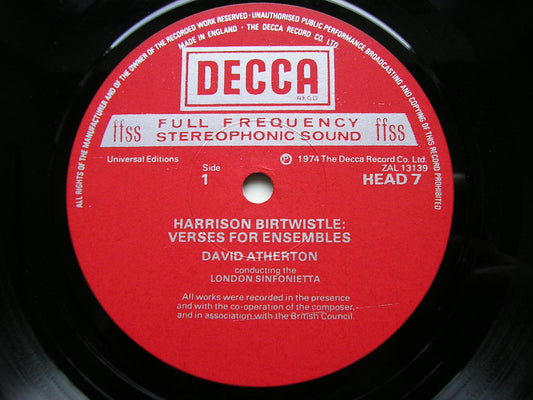 ALL RIGHTS OF THE MANUFACTURER AND OF THE OWNER OF THE RECORDED WORK RESERVED · UNAUTHORISED PUBLIC PERFORMANCE BROADCASTING AND COPYING OF THIS RECORD PROHIBITED
MADE IN ENGLAND · THE DECCA RECORD CO. LTD.
DECCA
ffss FULL FREQUENCY ffss
STEREOPHONIC SOUND
Universal Editions
Side
1
Ⓟ 1974 The Decca Record Co. Ltd.
ZAL 13139
HEAD 7
HARRISON BIRTWISTLE:
VERSES FOR ENSEMBLES
DAVID ATHERTON
conducting the
LONDON SINFONIETTA
All works were recorded in the presence
and with the co-operation of the composer,
and in association with the British Council.